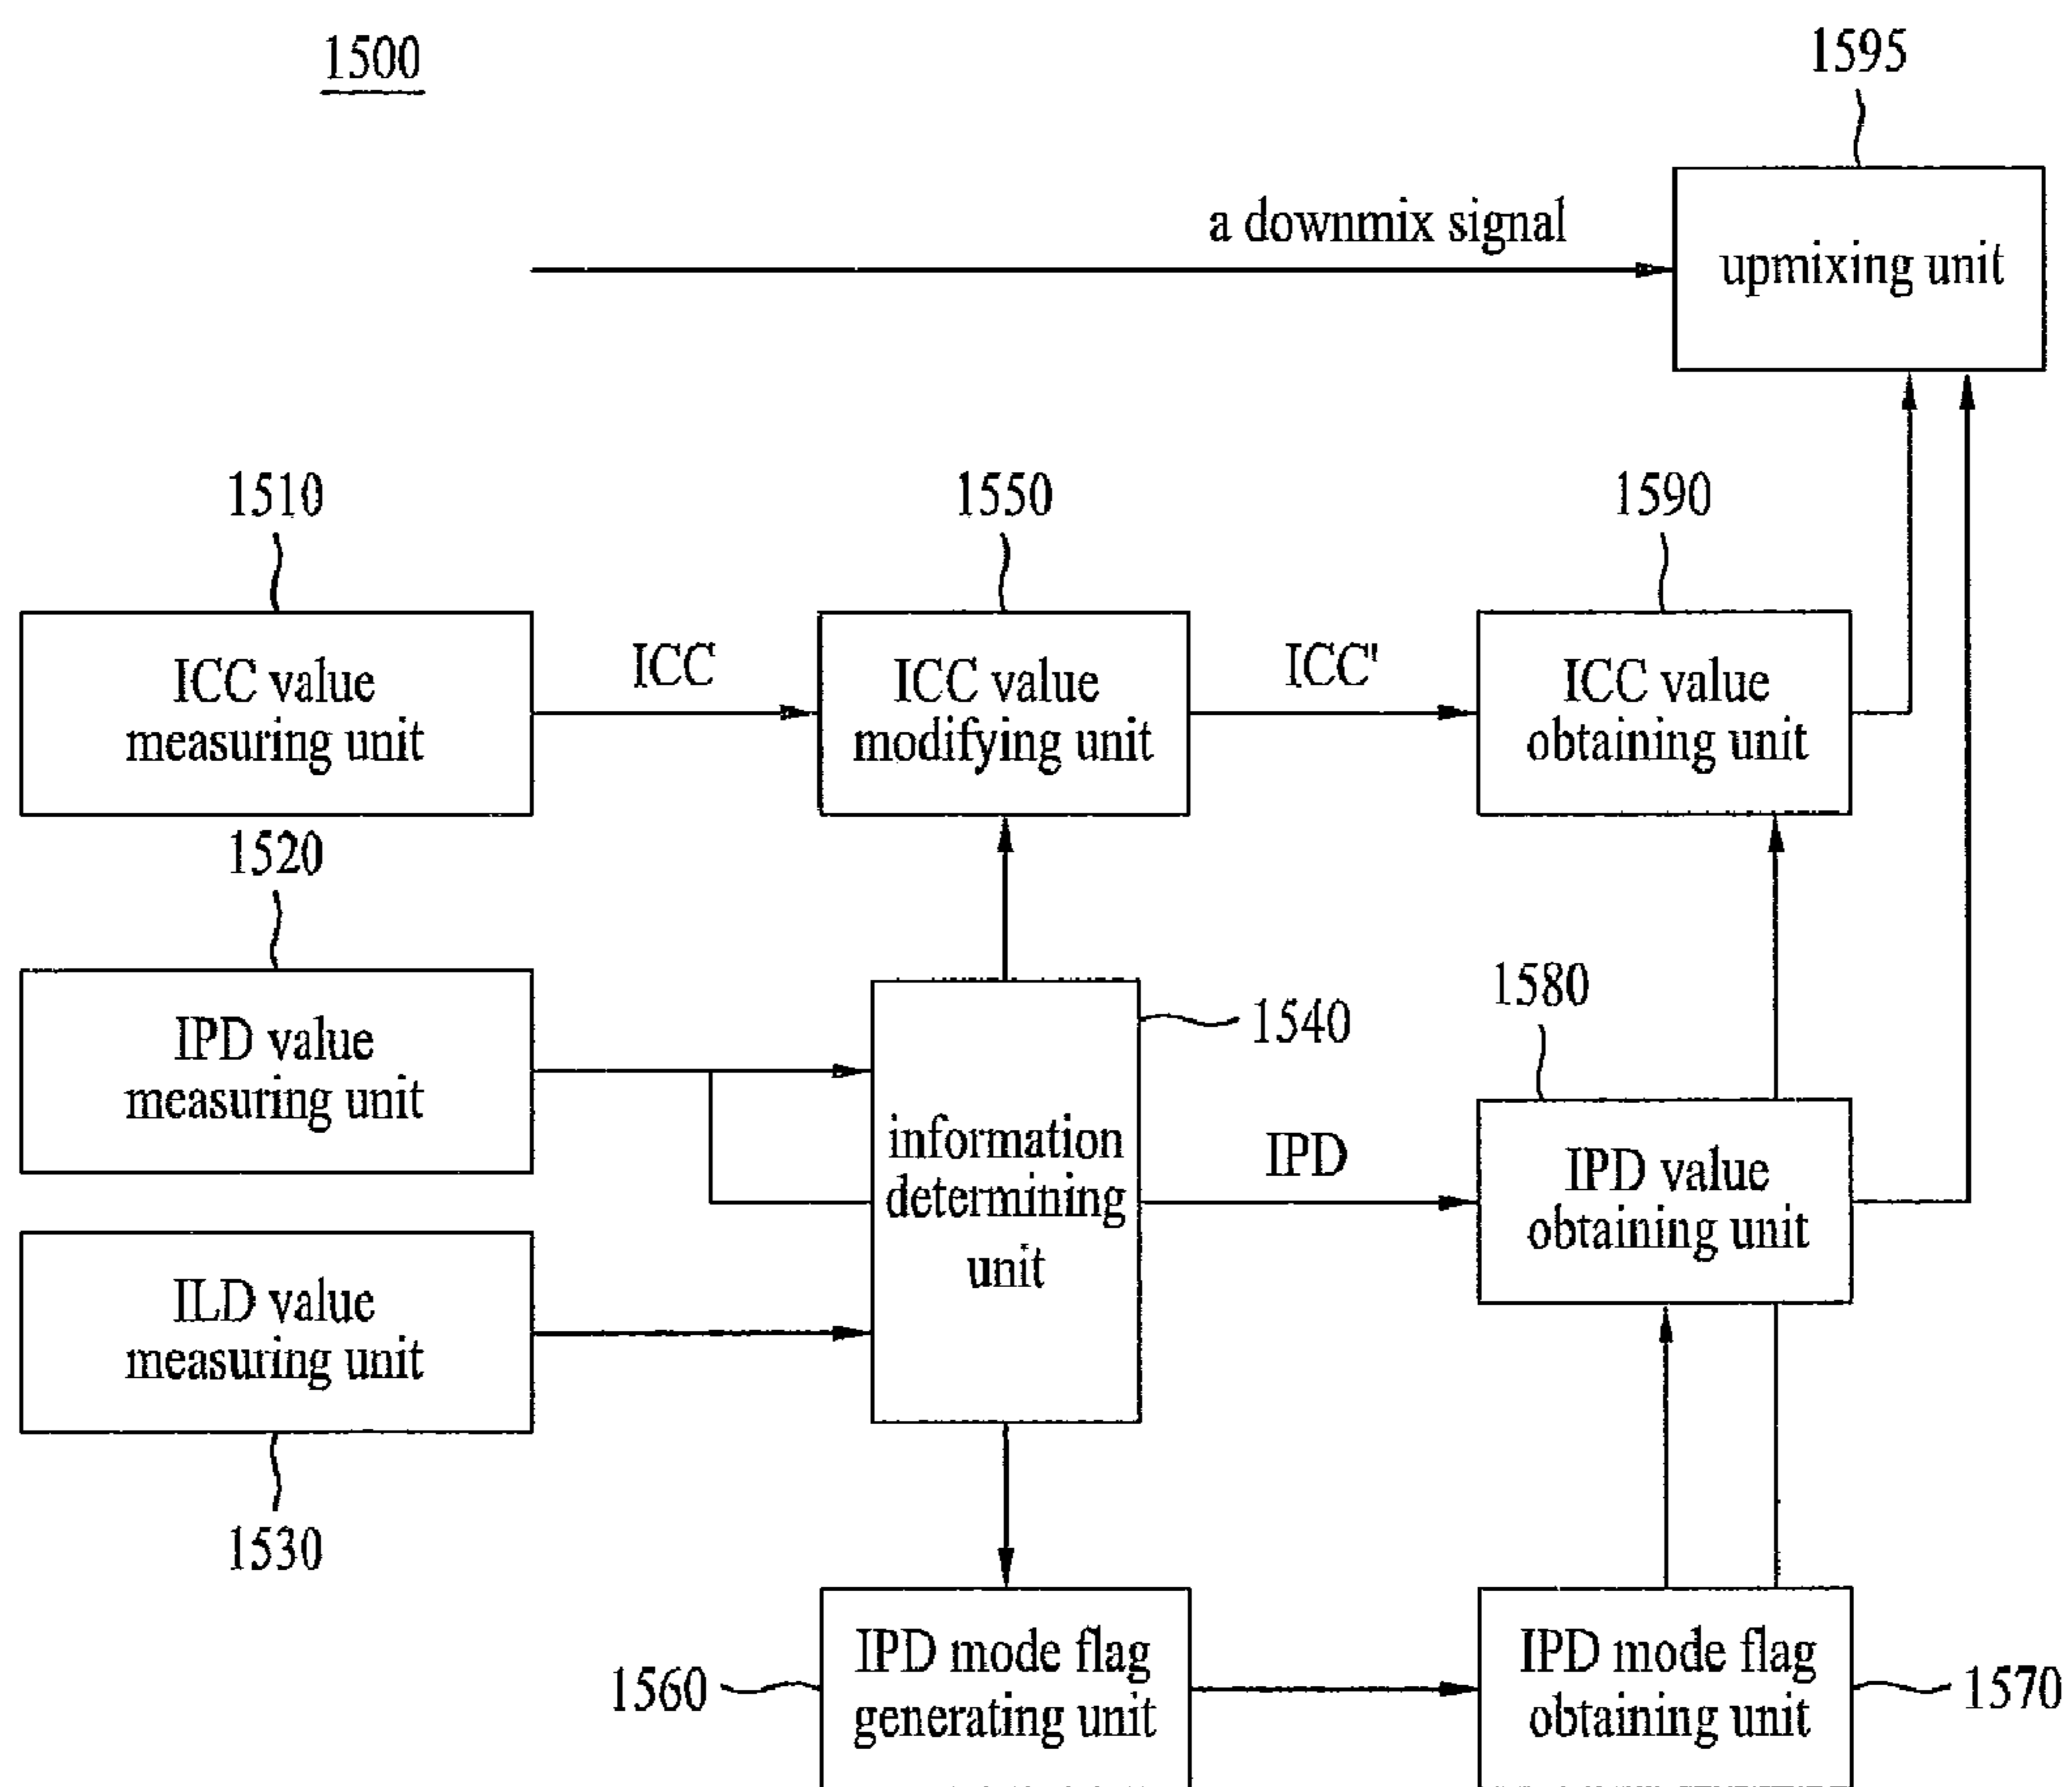 1500
1595
a downmix signal
upmixing unit
1510
1550
1590
ICC value
measuring unit
ICC
ICC value
modifying unit
ICC'
ICC value
obtaining unit
1520
IPD value
measuring unit
1540
1580
information
determining
unit
IPD
IPD value
obtaining unit
ILD value
measuring unit
1530
1560
IPD mode flag
generating unit
IPD mode flag
obtaining unit
1570